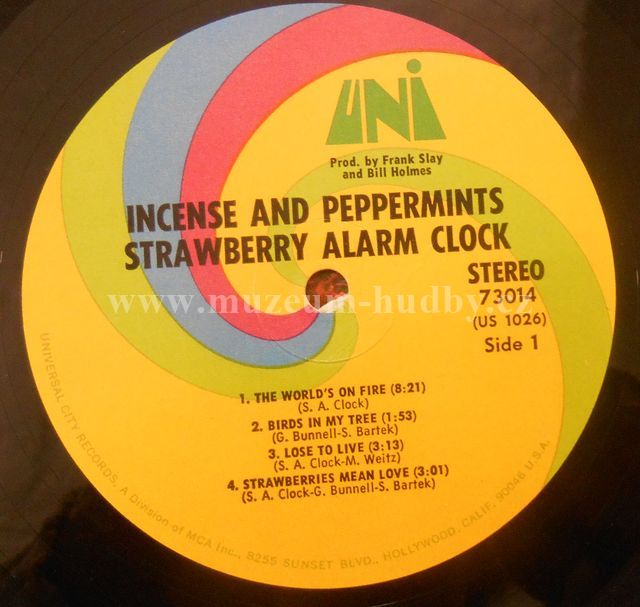 UNI
Prod. by Frank Slay
and Bill Holmes
INCENSE AND PEPPERMINTS
STRAWBERRY ALARM CLOCK
STEREO
73014
(US 1026)
Side 1
www.muzeum-hudby.cz
1. THE WORLD'S ON FIRE (8:21)
(S. A. Clock)
2. BIRDS IN MY TREE (1:53)
(G. Bunnell-S. Bartek)
3. LOSE TO LIVE (3:13)
(S. A. Clock-M. Weitz)
4. STRAWBERRIES MEAN LOVE (3:01)
(S. A. Clock-G. Bunnell-S. Bartek)
UNIVERSAL CITY RECORDS, A Division of MCA Inc., 8255 SUNSET BLVD., HOLLYWOOD, CALIF. 90046 U.S.A.